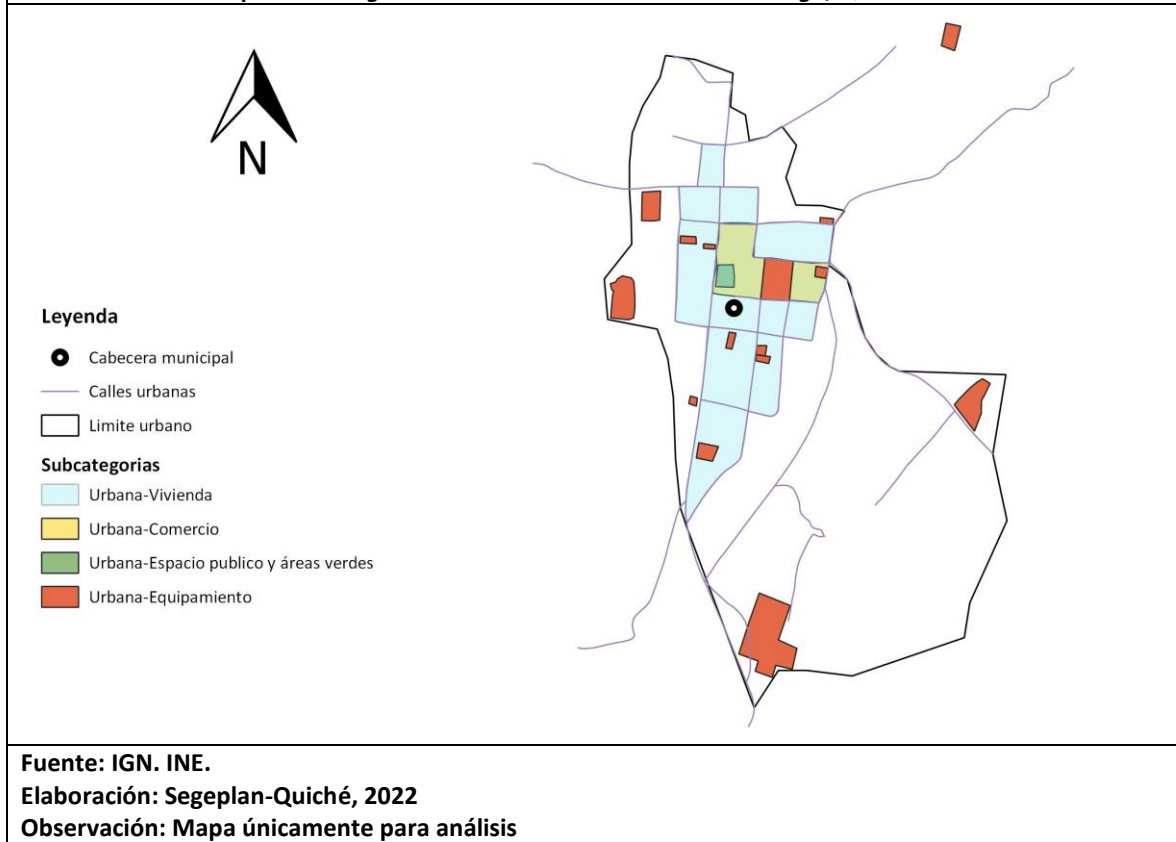 N
Leyenda
Cabecera municipal
Calles urbanas
Limite urbano
Subcategorias
Urbana-Vivienda
Urbana-Comercio
Urbana-Espacio publico y áreas verdes
Urbana-Equipamiento
Fuente: IGN. INE.
Elaboración: Segeplan-Quiché, 2022
Observación: Mapa únicamente para análisis